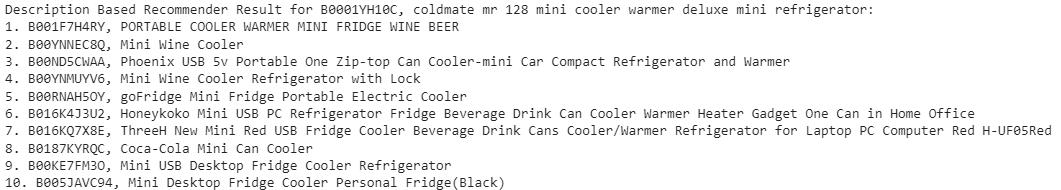 Description Based Recommender Result for B0001YH10C, coldmate mr 128 mini cooler warmer deluxe mini refrigerator:
1. B001F7H4RY, PORTABLE COOLER WARMER MINI FRIDGE WINE BEER
2. B00YNNEC8Q, Mini Wine Cooler
3. B00ND5CWAA, Phoenix USB 5v Portable One Zip-top Can Cooler-mini Car Compact Refrigerator and Warmer
4. B00YNMUYV6, Mini Wine Cooler Refrigerator with Lock
5. B00RNAH5OY, goFridge Mini Fridge Portable Electric Cooler
6. B016K4J3U2, Honeykoko Mini USB PC Refrigerator Fridge Beverage Drink Can Cooler Warmer Heater Gadget One Can in Home Office
7. B016KQ7X8E, ThreeH New Mini Red USB Fridge Cooler Beverage Drink Cans Cooler/Warmer Refrigerator for Laptop PC Computer Red H-UF05Red
8. B0187KYRQC, Coca-Cola Mini Can Cooler
9. B00KE7FM3O, Mini USB Desktop Fridge Cooler Refrigerator
10. B005JAVC94, Mini Desktop Fridge Cooler Personal Fridge(Black)